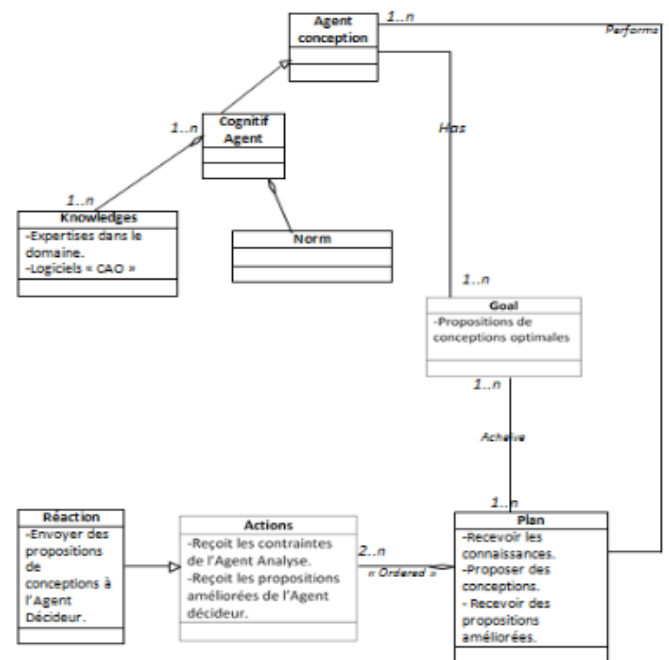 Agent
conception
1..n
Performs
Cognitif
Agent
1..n
Has
1..n
Knowledges
-Expertises dans le
domaine.
-Logiciels « CAO »
Norm
1..n
Goal
-Propositions de
conceptions optimales
1..n
Acheive
1..n
Réaction
-Envoyer des
propositions
de
conceptions à
l'Agent
Décideur.
Actions
-Reçoit les contraintes
de l'Agent Analyse.
-Reçoit les propositions
améliorées de l'Agent
décideur.
2..n
« Ordered »
Plan
-Recevoir les
connaissances.
-Proposer des
conceptions.
- Recevoir des
propositions
améliorées.